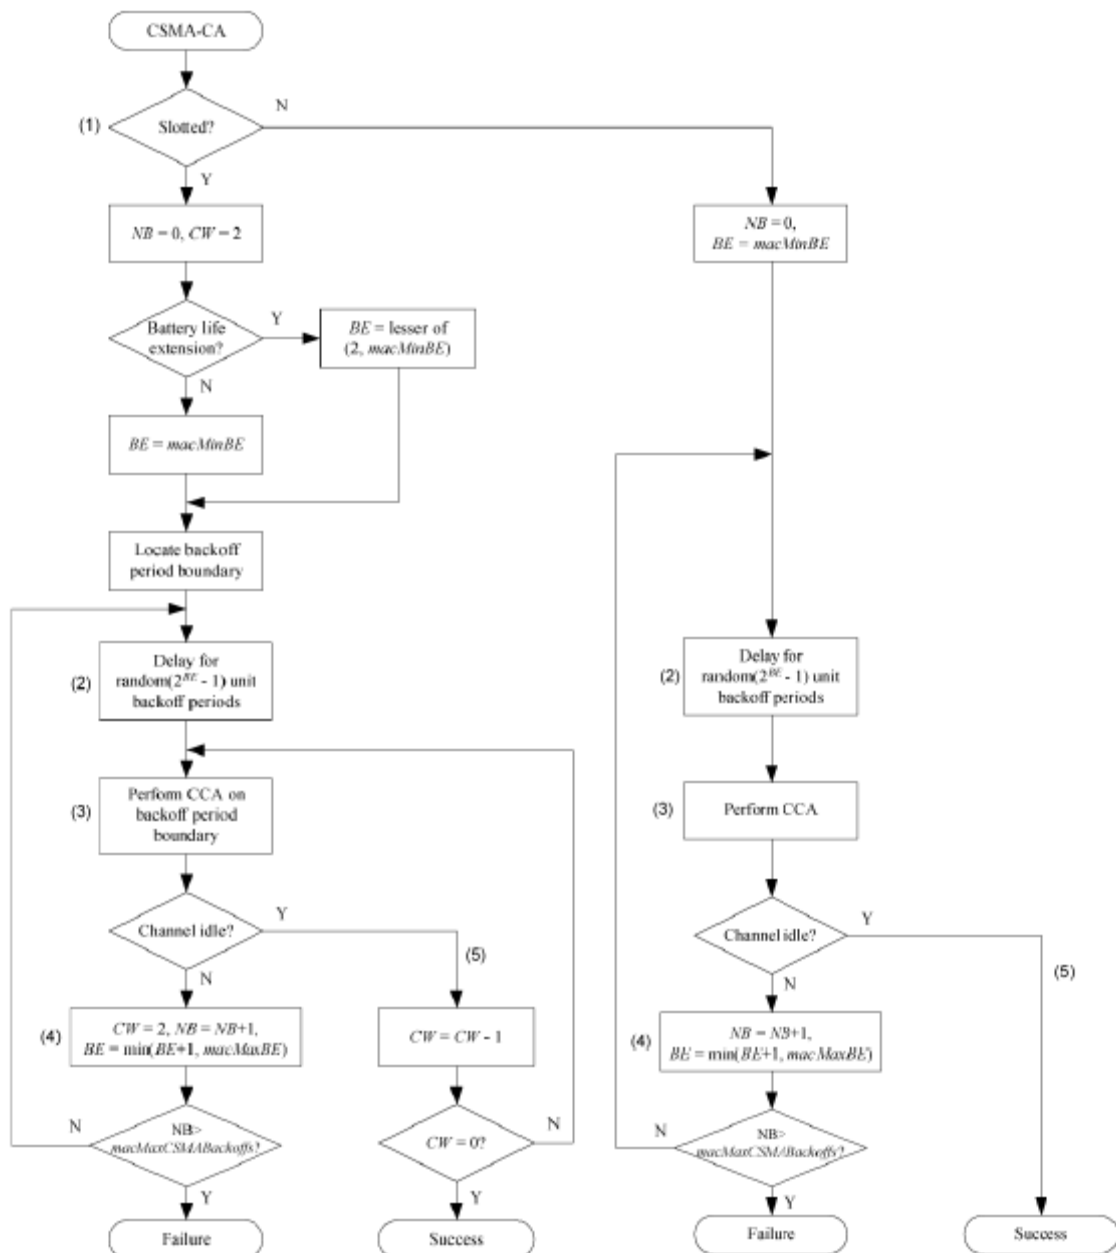 CSMA-CA
(1)
Slotted?
N
Y
NB = 0, CW = 2
NB = 0,
BE = macMinBE
Battery life
extension?
Y
BE = lesser of
(2, macMinBE)
N
BE = macMinBE
Locate backoff
period boundary
(2)
Delay for
random(2^BE - 1) unit
backoff periods
(2)
Delay for
random(2^BE - 1) unit
backoff periods
(3)
Perform CCA on
backoff period
boundary
(3)
Perform CCA
Channel idle?
Y
N
(5)
Channel idle?
Y
N
(5)
(4)
CW = 2, NB = NB+1,
BE = min(BE+1, macMaxBE)
CW = CW - 1
(4)
NB = NB+1,
BE = min(BE+1, macMaxBE)
N
NB>
macMaxCSMABackoffs?
Y
CW = 0?
N
Y
N
NB>
macMaxCSMABackoffs?
Y
Failure
Success
Failure
Success